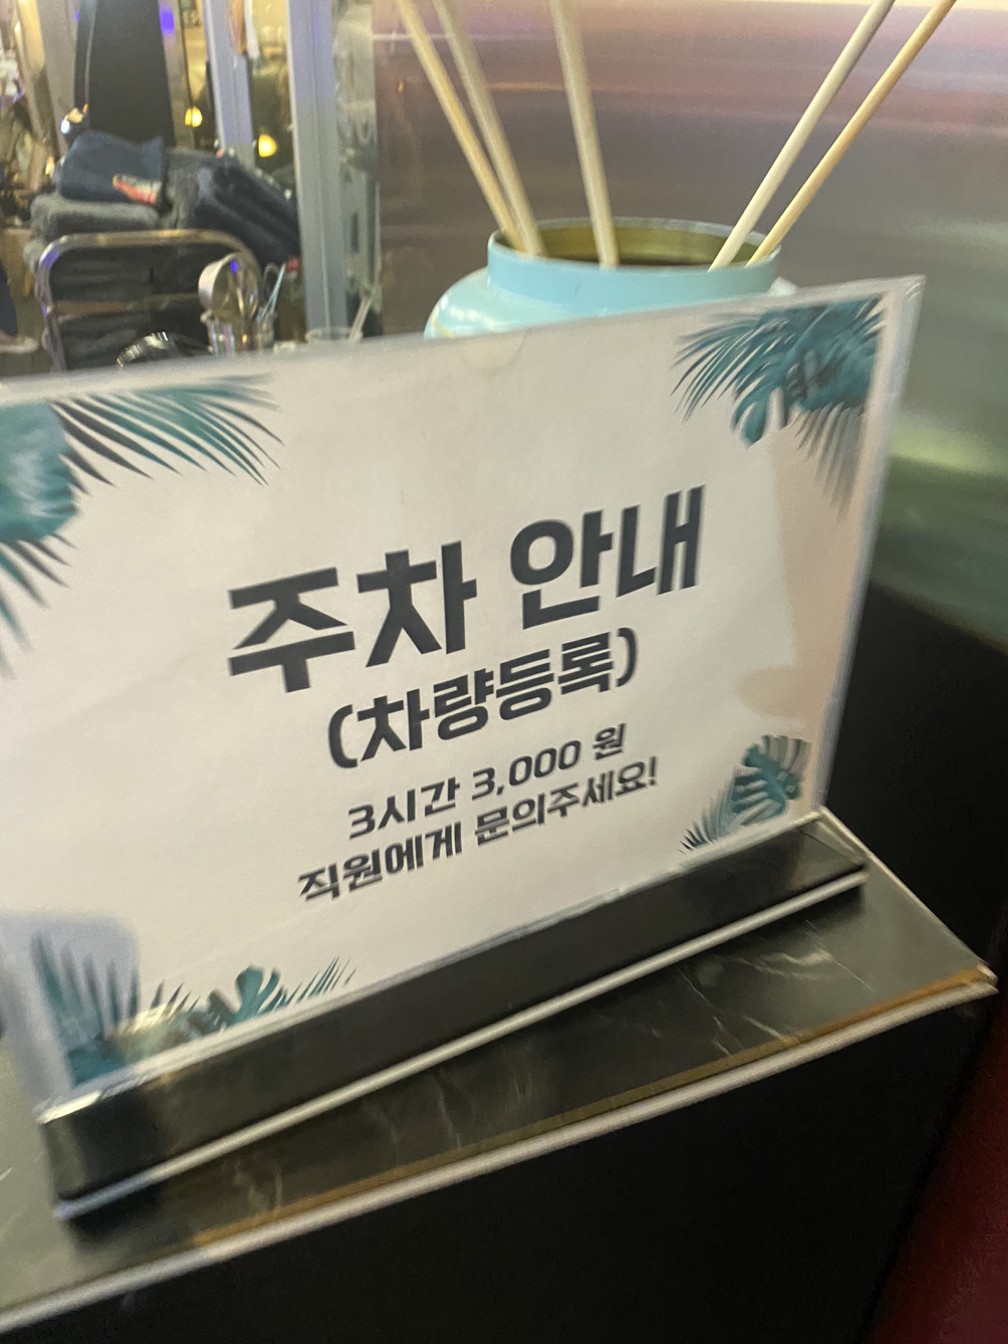 주차 안내
(차량등록)
3시간 3,000 원
직원에게 문의주세요!